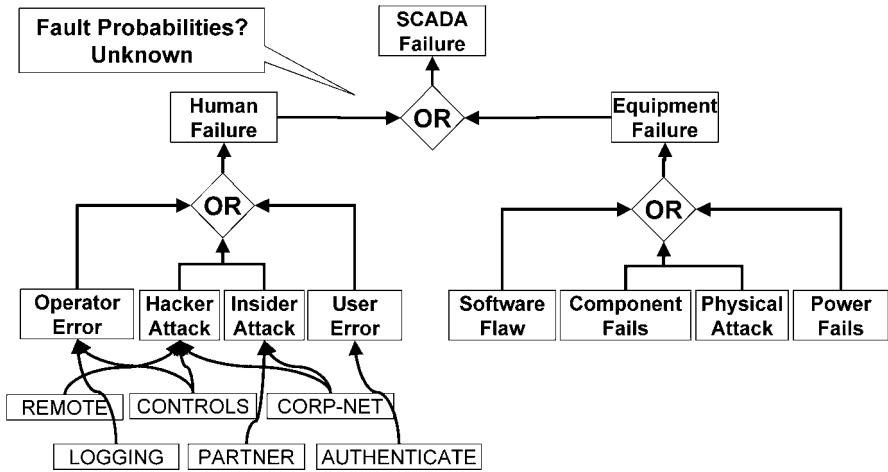 Fault Probabilities?
Unknown
SCADA
Failure
Human
Failure
OR
Equipment
Failure
OR
OR
Operator
Error
Hacker
Attack
Insider
Attack
User
Error
Software
Flaw
Component
Fails
Physical
Attack
Power
Fails
REMOTE
CONTROLS
CORP-NET
LOGGING
PARTNER
AUTHENTICATE